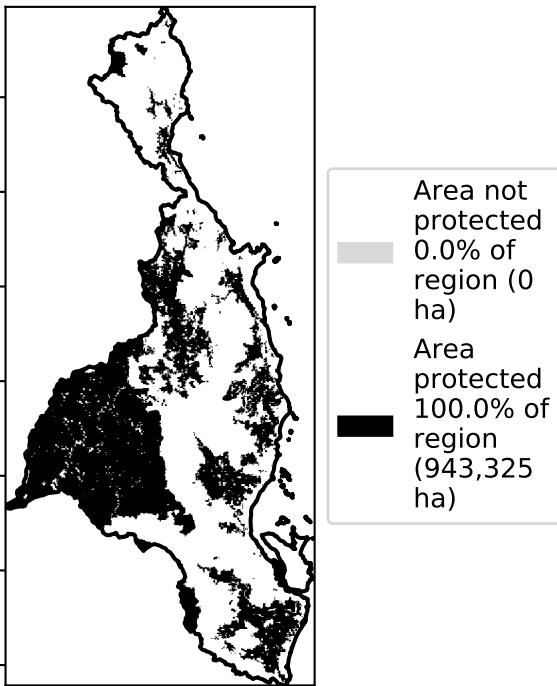 Area not
protected
0.0% of
region (0
ha)
Area
protected
100.0% of
region
(943,325
ha)